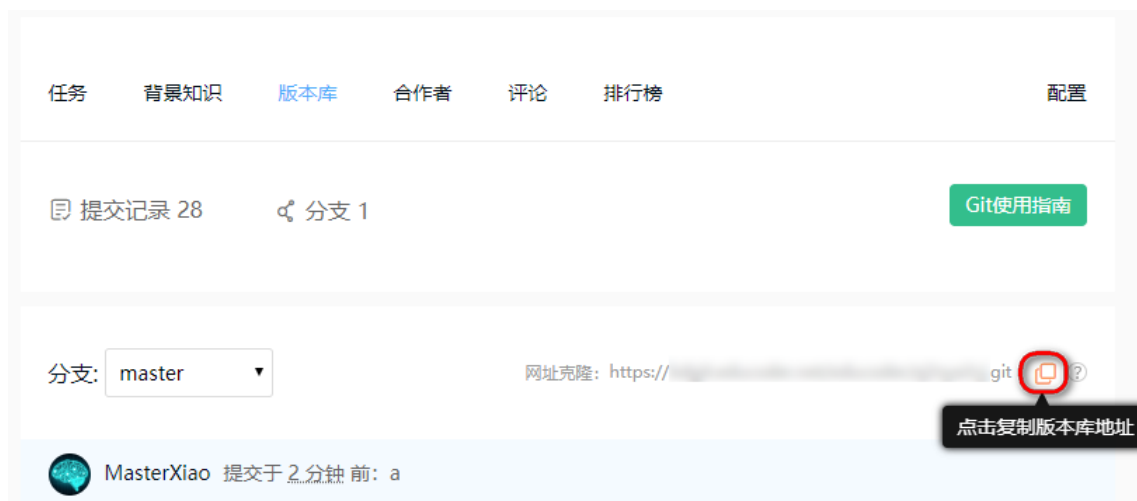 任务 背景知识 版本库 合作者 评论 排行榜 配置
提交记录 28 分支 1 Git使用指南
分支: master 网址克隆: https:// .git
点击复制版本库地址
MasterXiao 提交于 2 分钟 前: a